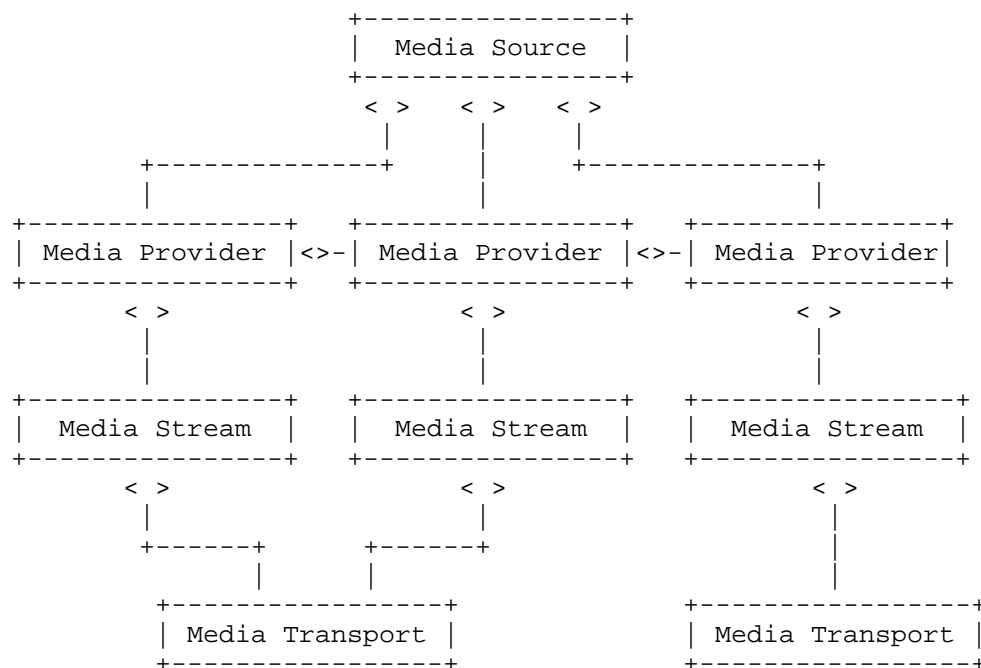 Media Source
< > < > < >
Media Provider <>- Media Provider <>- Media Provider
< > < > < >
Media Stream Media Stream Media Stream
< > < > < >
Media Transport Media Transport